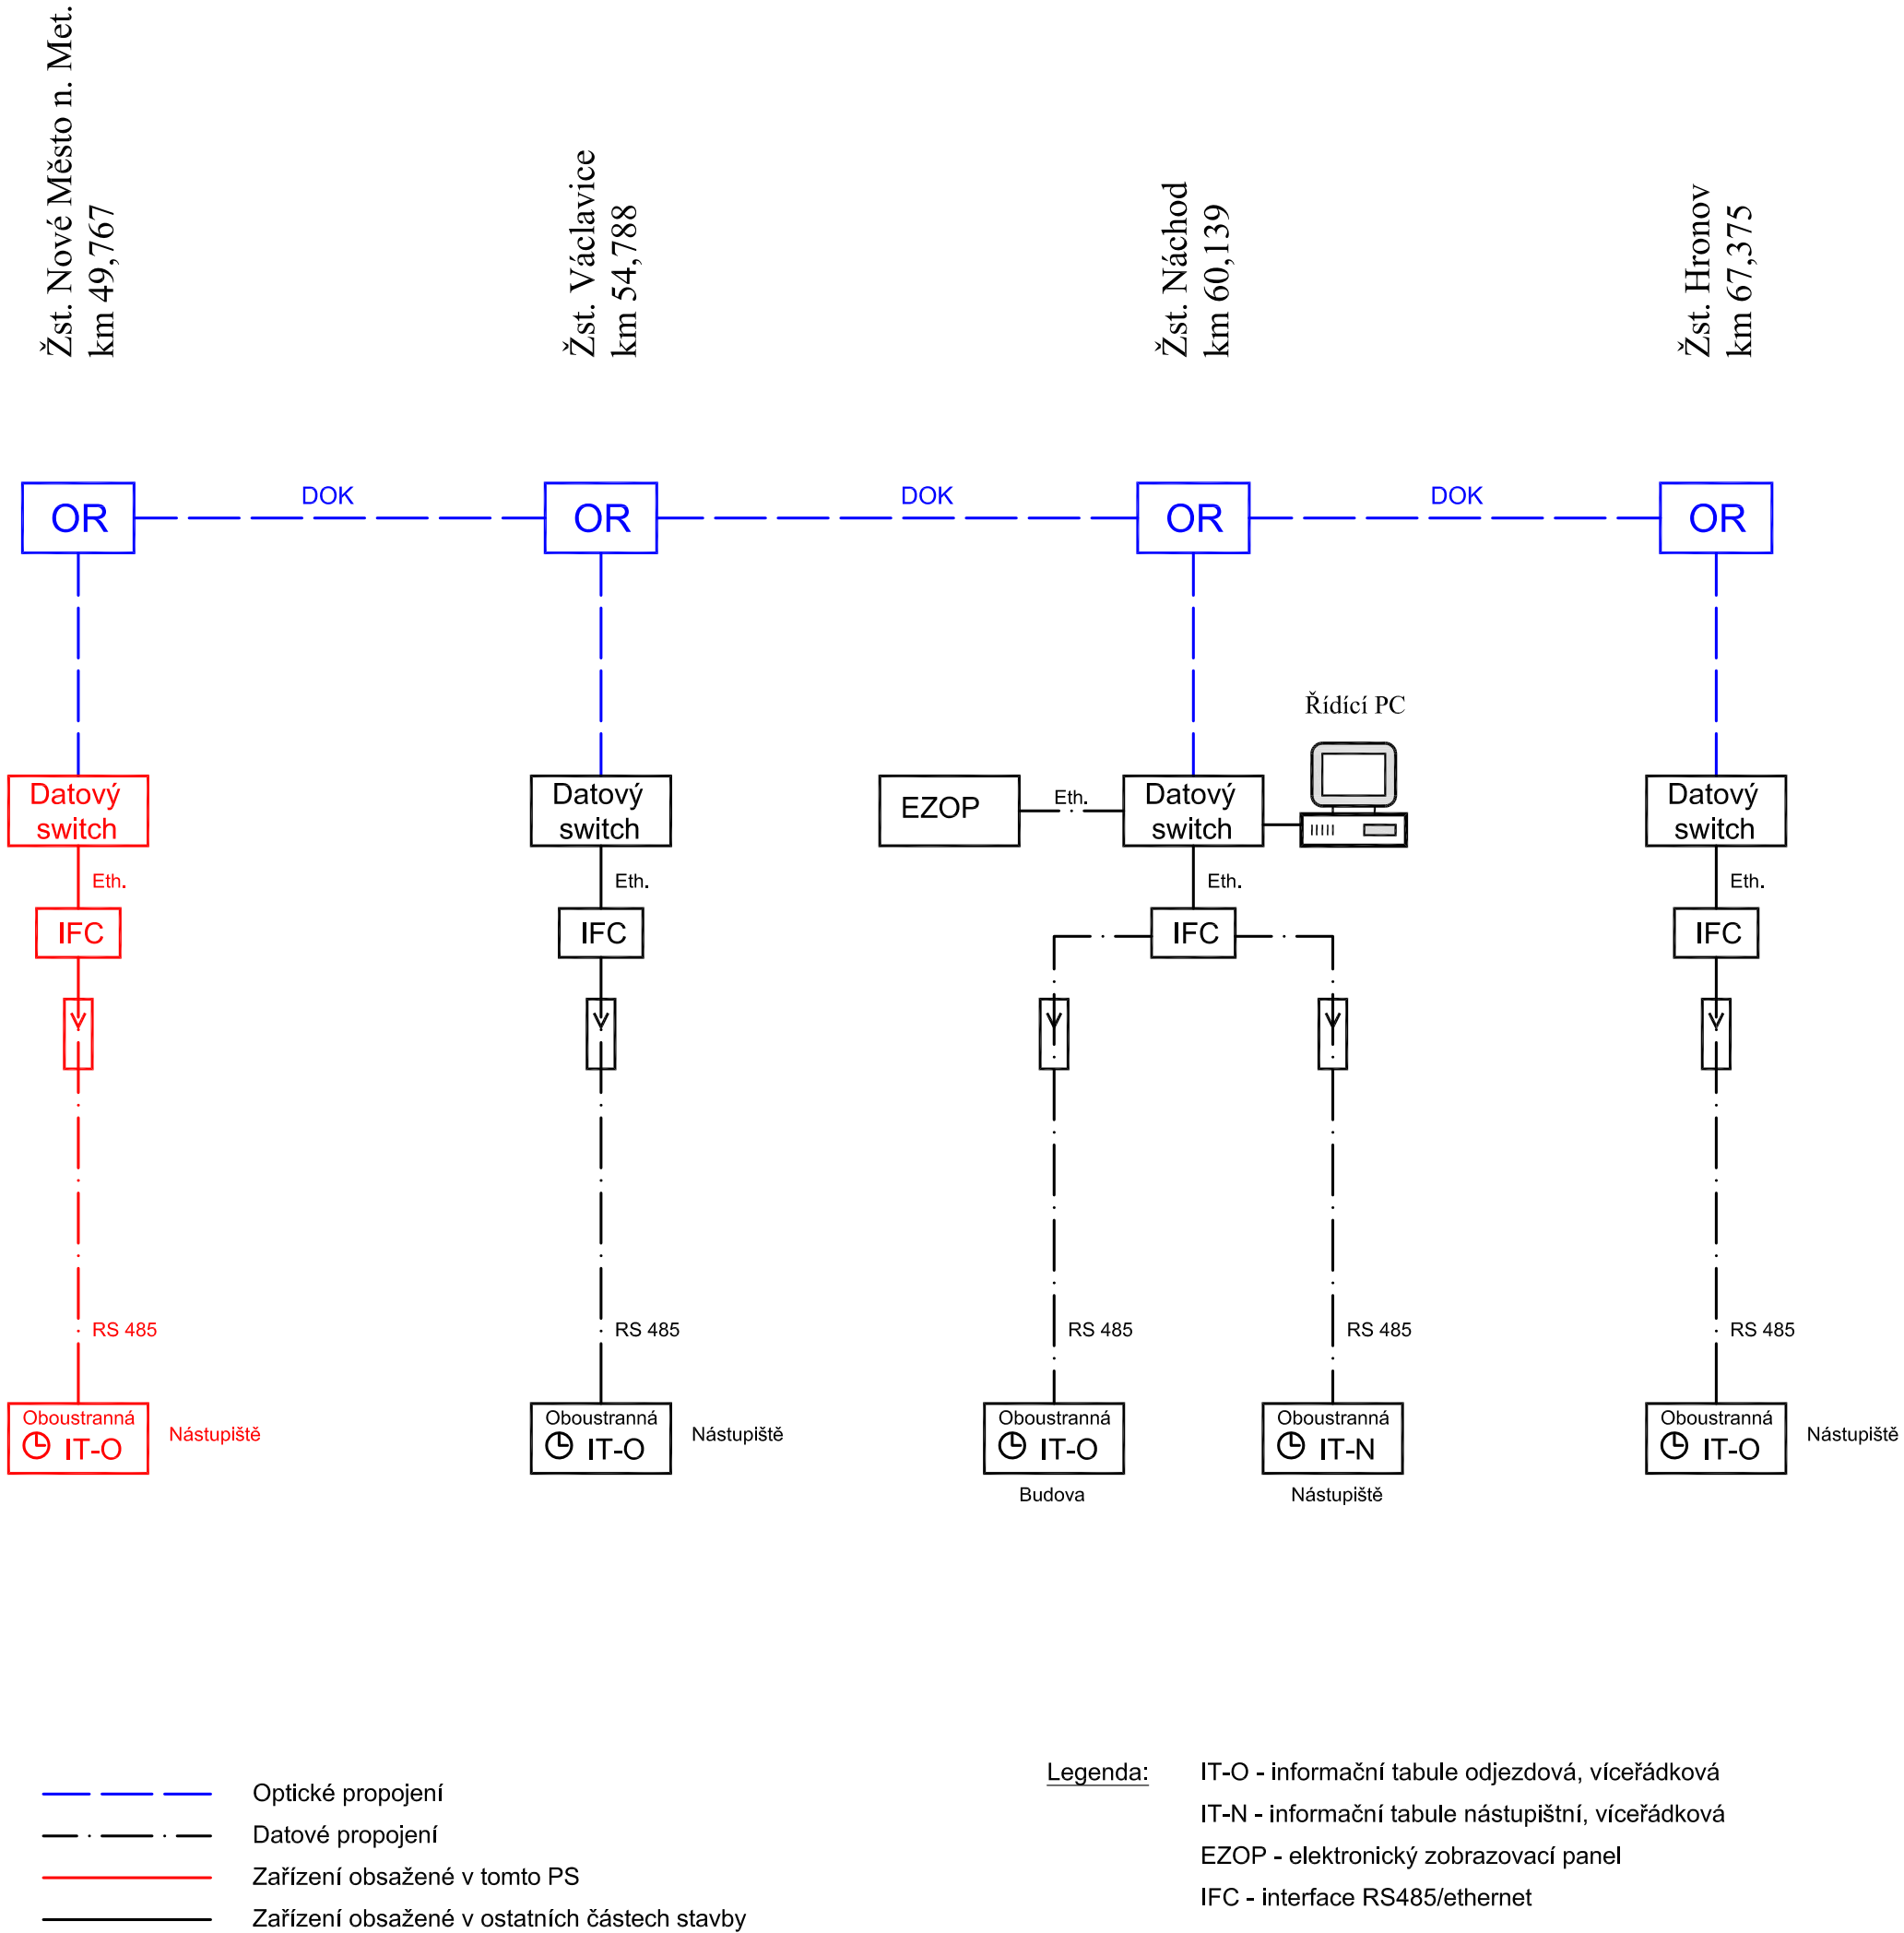 Žst. Nové Město n. Met.
km 49,767
Žst. Václavice
km 54,788
Žst. Náchod
km 60,139
Žst. Hronov
km 67,375
OR
DOK
OR
DOK
OR
DOK
OR
Řídící PC
Datový
switch
Datový
switch
EZOP
Eth.
Datový
switch
Datový
switch
Eth.
Eth.
Eth.
Eth.
IFC
IFC
IFC
IFC
RS 485
RS 485
RS 485
RS 485
RS 485
Oboustranná
IT-O
Nástupiště
Oboustranná
IT-O
Nástupiště
Oboustranná
IT-O
Budova
Oboustranná
IT-N
Nástupiště
Oboustranná
IT-O
Nástupiště
Optické propojení
Datové propojení
Zařízení obsažené v tomto PS
Zařízení obsažené v ostatních částech stavby
Legenda:
IT-O - informační tabule odjezdová, víceřádková
IT-N - informační tabule nástupištní, víceřádková
EZOP - elektronický zobrazovací panel
IFC - interface RS485/ethernet